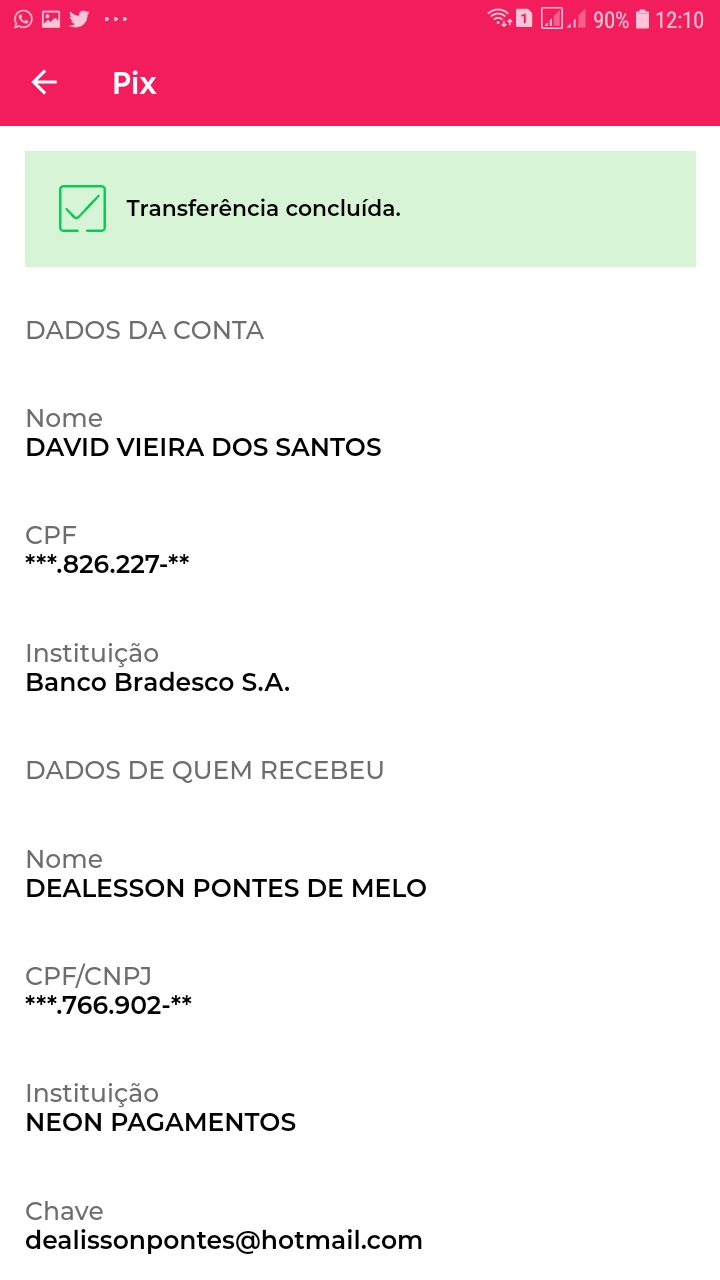 1 90% 12:10
Pix
Transferência concluída.
DADOS DA CONTA
Nome
DAVID VIEIRA DOS SANTOS
CPF
***.826.227-**
Instituição
Banco Bradesco S.A.
DADOS DE QUEM RECEBEU
Nome
DEALESSON PONTES DE MELO
CPF/CNPJ
***.766.902-**
Instituição
NEON PAGAMENTOS
Chave
dealissonpontes@hotmail.com